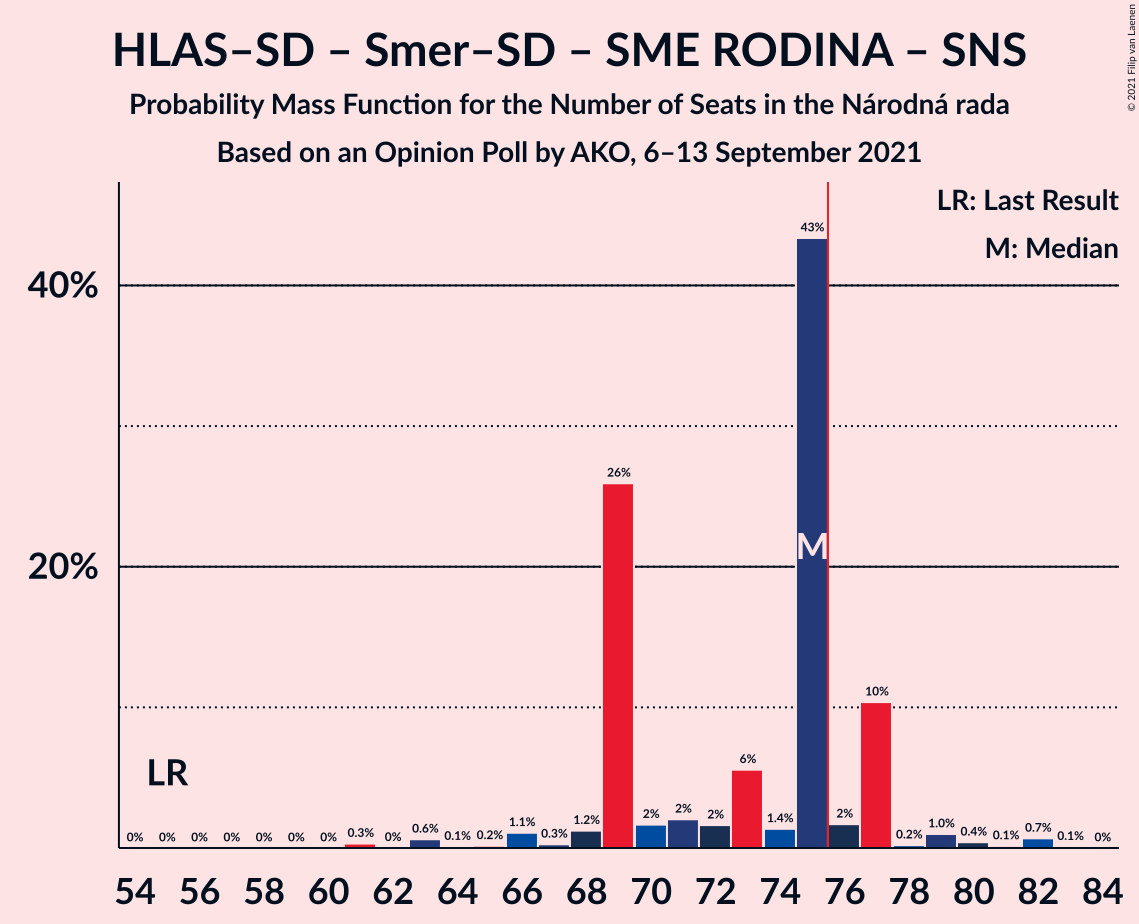 HLAS–SD – Smer–SD – SME RODINA – SNS
Probability Mass Function for the Number of Seats in the Národná rada
Based on an Opinion Poll by AKO, 6–13 September 2021
© 2021 Filip van Laenen
LR: Last Result
M: Median
40%
20%
43%
26%
10%
6%
M
LR
0% 0% 0% 0% 0% 0% 0% 0.3% 0% 0.6% 0.1% 0.2% 1.1% 0.3% 1.2% 2% 2% 2% 1.4% 2% 0.2% 1.0% 0.4% 0.1% 0.7% 0.1% 0%
54 56 58 60 62 64 66 68 70 72 74 76 78 80 82 84